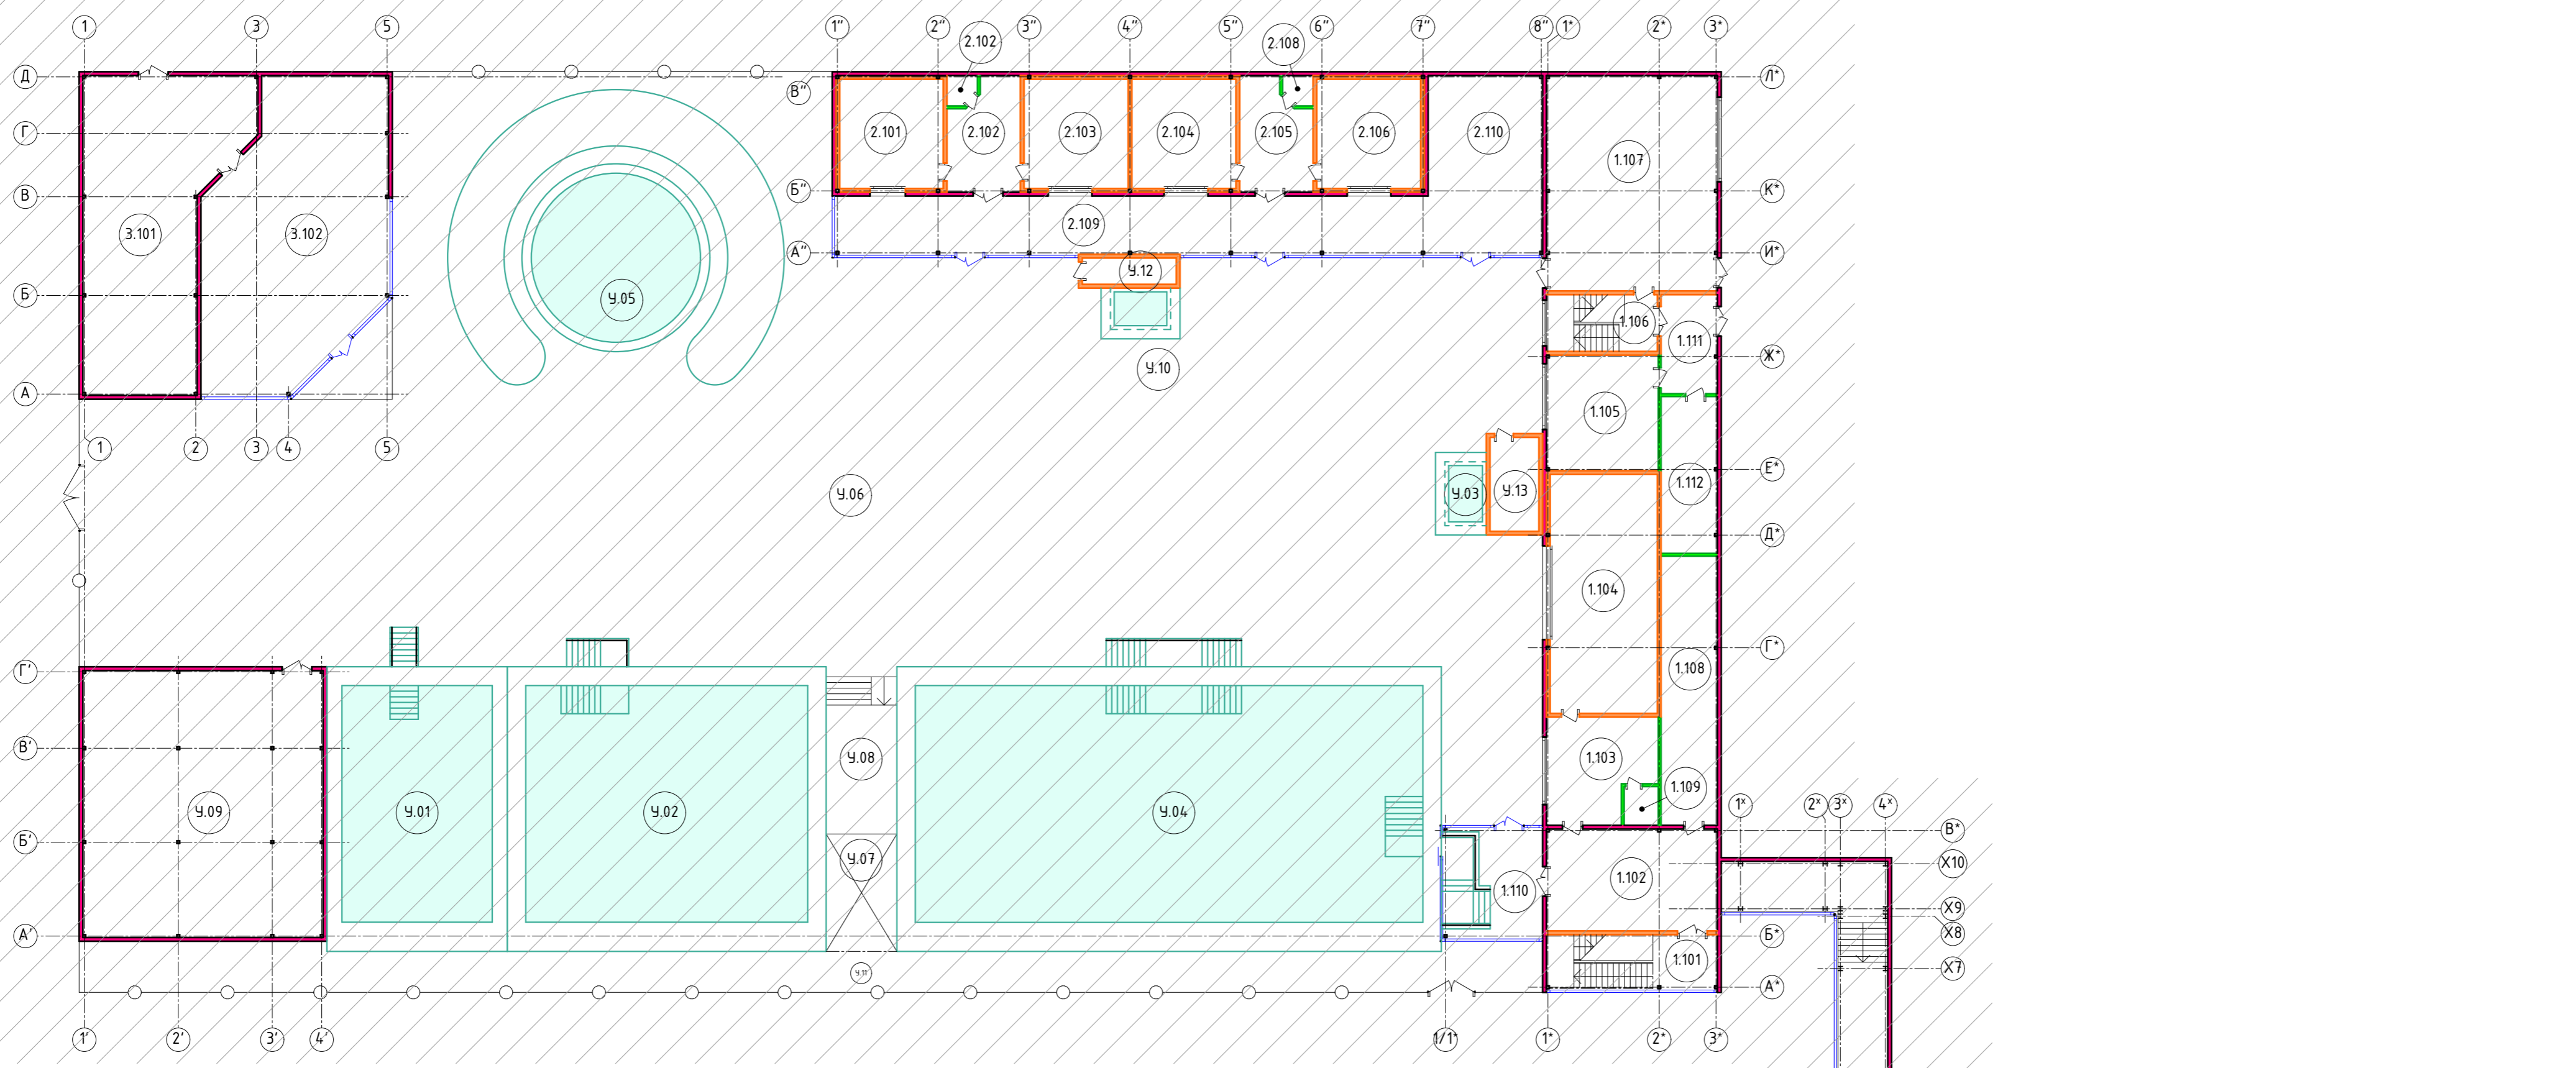 1 3 5 1″ 2″ 3″ 4″ 5″ 6″ 7″ 8″ 1* 2* 3*
2.102 2.108
Д В″ Л*
Г 2.101 2.102 2.103 2.104 2.105 2.106 2.110 1.107
В Б″ К*
3.101 3.102 2.109
А″ И*
У.12
Б У.05
1.106 1.111
У.10 Ж*
А 1.105
1 2 3 4 5
Е*
У.06 У.03 У.13 1.112
Д*
1.104
Г′ Г*
1.108
В′ У.08 1.103
1.109
1ˣ 2ˣ 3ˣ 4ˣ
У.09 У.01 У.02 У.04
Б′ В*
У.07 Х10
1.102
1.110
Х9
А′ Б* Х8
У.11 1.101 Х7
А*
1′ 2′ 3′ 4′ 1/1* 1* 2* 3*